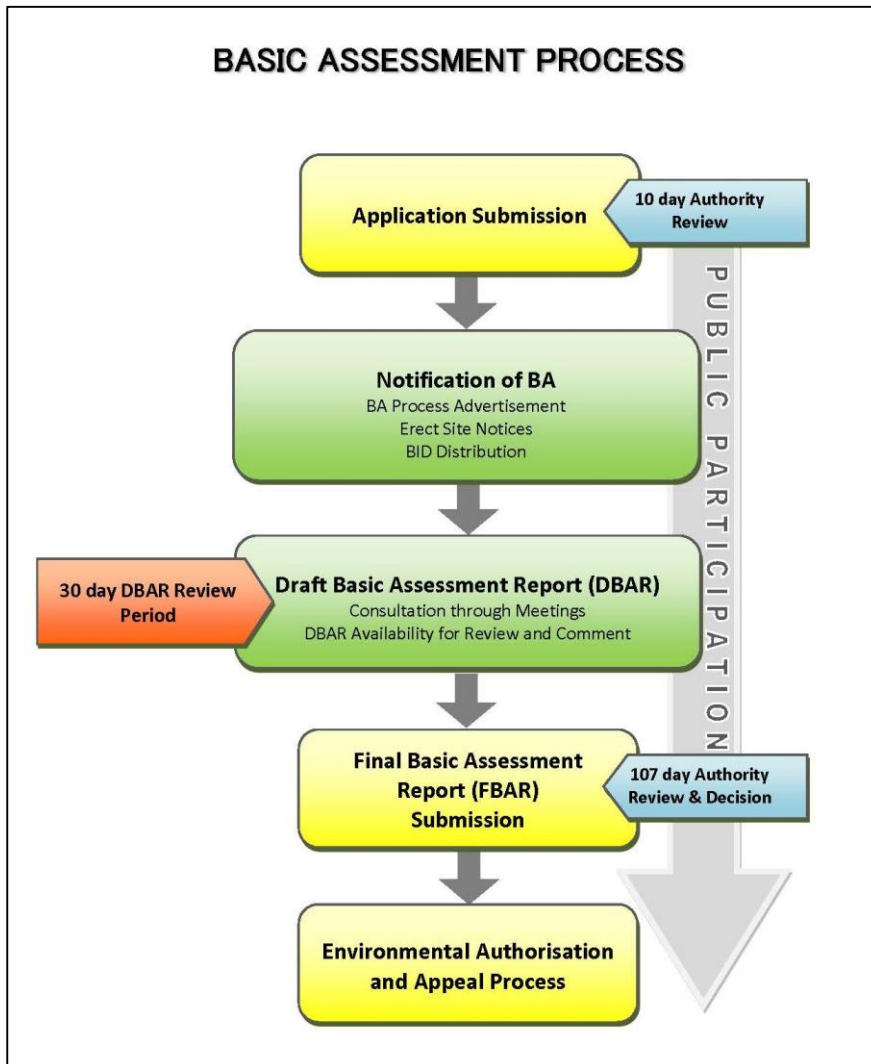 BASIC ASSESSMENT PROCESS
Application Submission
10 day Authority
Review
PUBLIC PARTICIPATION
Notification of BA
BA Process Advertisement
Erect Site Notices
BID Distribution
30 day DBAR Review
Period
Draft Basic Assessment Report (DBAR)
Consultation through Meetings
DBAR Availability for Review and Comment
Final Basic Assessment
Report (FBAR)
Submission
107 day Authority
Review & Decision
Environmental Authorisation
and Appeal Process